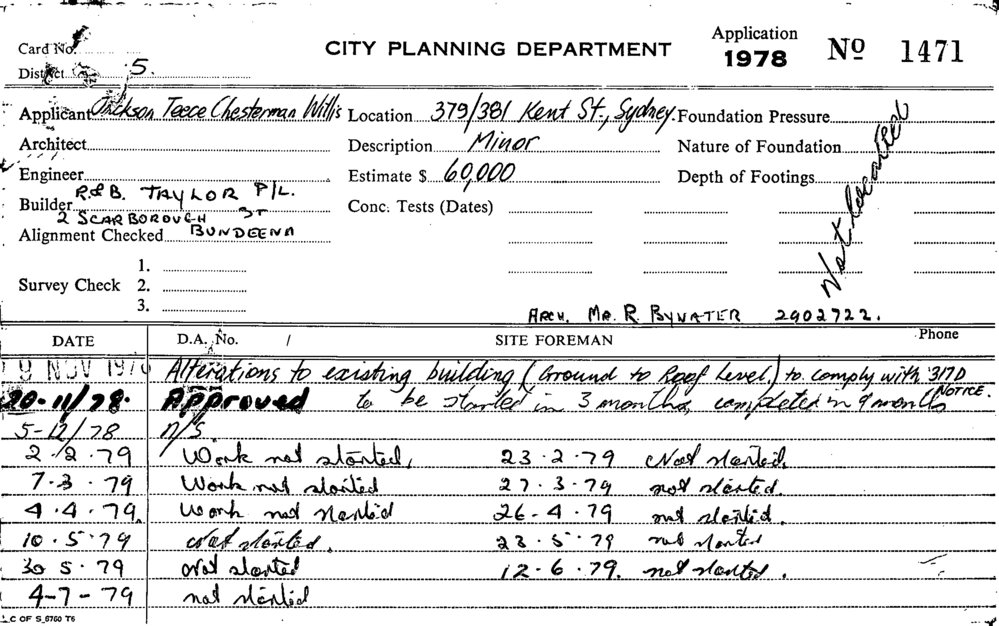 Card No.
CITY PLANNING DEPARTMENT
Application
1978
No 1471
District 5.
Applicant Jackson Teece Chesterman Willis
Location 379/381 Kent St., Sydney.
Foundation Pressure
Architect
Description Minor
Nature of Foundation
Engineer
Estimate $ 60,000
Depth of Footings
Builder R&B. TAYLOR P/L.
2 SCARBOROUGH ST
Conc. Tests (Dates)
Alignment Checked BUNDEENA
Not
1.
Survey Check 2.
3.
ARCH. MR. R. BYWATER 2902722.
DATE D.A. No. / SITE FOREMAN Phone
9 NOV 197 Alterations to existing building (Ground to Roof Level.) to comply with 317D
NOTICE.
20-11/78. Approved to be started in 3 months, completed in 9 months
5-12/78 n/s.
2.2.79 Work not started, 23.2.79 Not started.
7.3.79 Work not started 27.3.79 not started.
4.4.79. Work not started 26-4.79 not started.
10.5.79 Not started. 23.5.79 not started
30 5.79 Not started 12.6.79. not started.
4-7-79 not started
C OF S 6760 T6